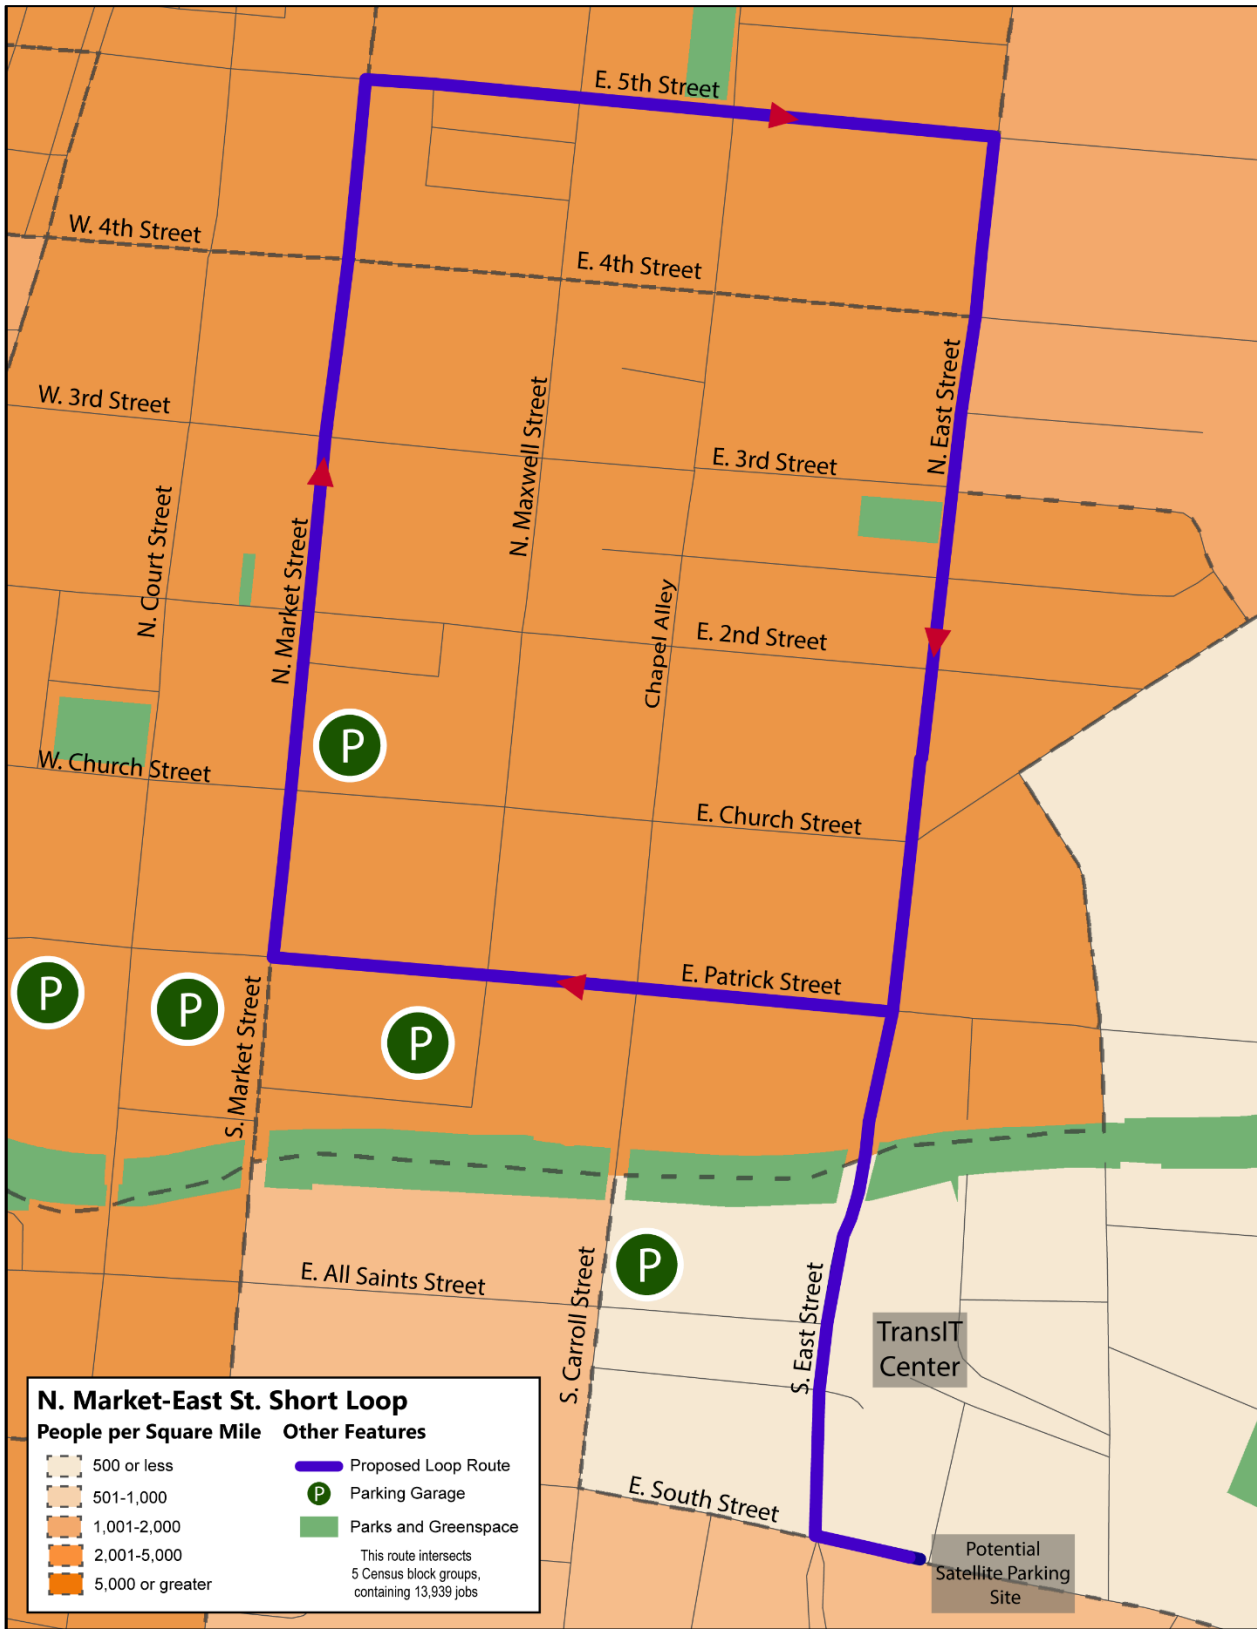 E. 5th Street
W. 4th Street
E. 4th Street
N. East Street
W. 3rd Street
N. Maxwell Street
E. 3rd Street
N. Court Street
N. Market Street
Chapel Alley
E. 2nd Street
P
W. Church Street
E. Church Street
E. Patrick Street
P
P
P
S. Market Street
P
E. All Saints Street
S. Carroll Street
S. East Street
TransIT
Center
E. South Street
Potential
Satellite Parking
Site
N. Market-East St. Short Loop
People per Square Mile
500 or less
501-1,000
1,001-2,000
2,001-5,000
5,000 or greater
Other Features
Proposed Loop Route
P Parking Garage
Parks and Greenspace
This route intersects
5 Census block groups,
containing 13,939 jobs